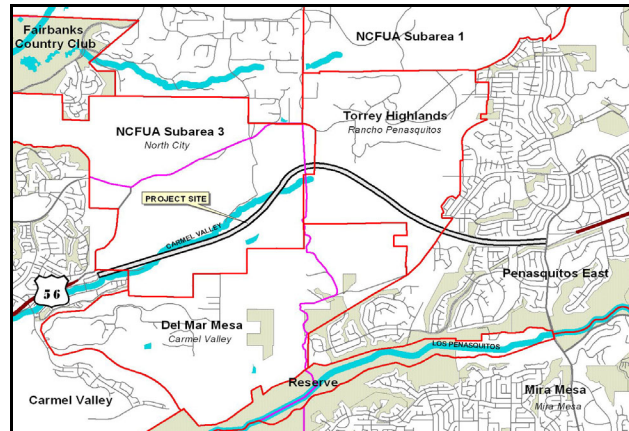 Fairbanks
Country Club
NCFUA Subarea 1
Torrey Highlands
Rancho Penasquitos
NCFUA Subarea 3
North City
PROJECT SITE
CARMEL VALLEY
56
Penasquitos East
Del Mar Mesa
Carmel Valley
LOS PENASQUITOS
Reserve
Carmel Valley
Mira Mesa
Mira Mesa